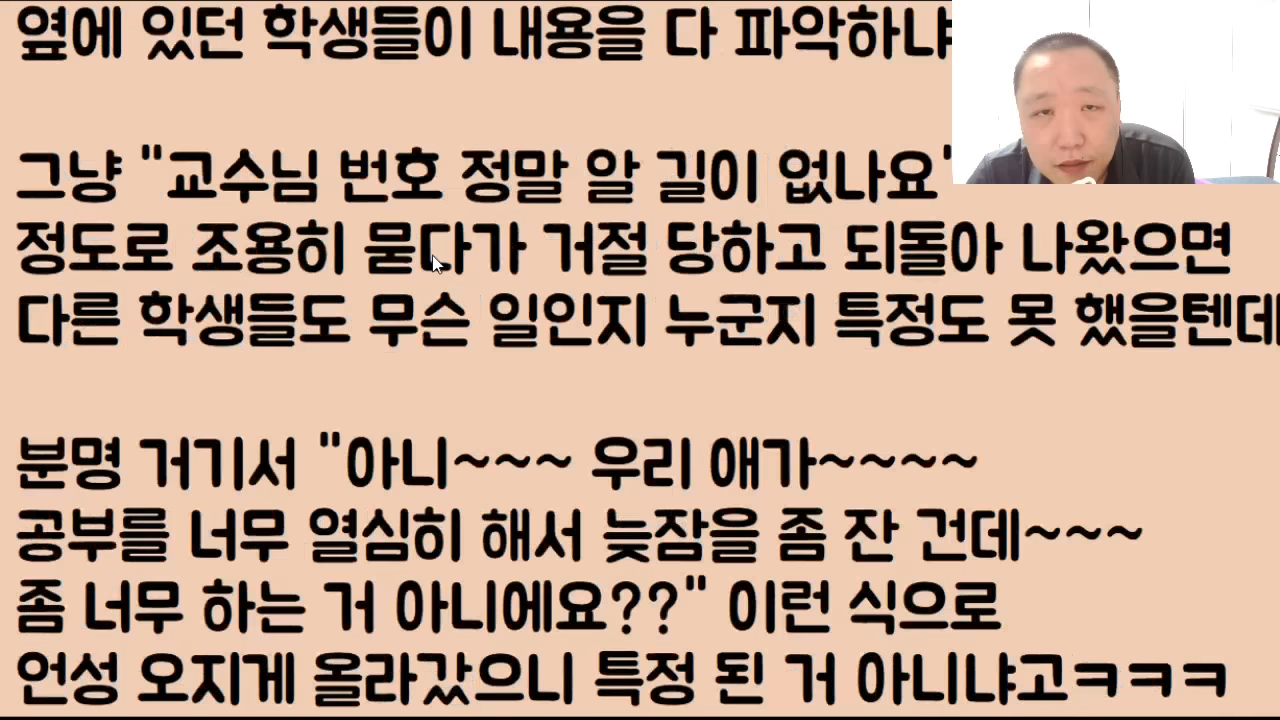 옆에 있던 학생들이 내용을 다 파악하냐
그냥 "교수님 번호 정말 알 길이 없나요"
정도로 조용히 묻다가 거절 당하고 되돌아 나왔으면
다른 학생들도 무슨 일인지 누군지 특정도 못 했을텐데
분명 거기서 "아니~~~ 우리 애가~~~~
공부를 너무 열심히 해서 늦잠을 좀 잔 건데~~~
좀 너무 하는 거 아니에요??" 이런 식으로
언성 오지게 올라갔으니 특정 된 거 아니냐고ㅋㅋㅋ